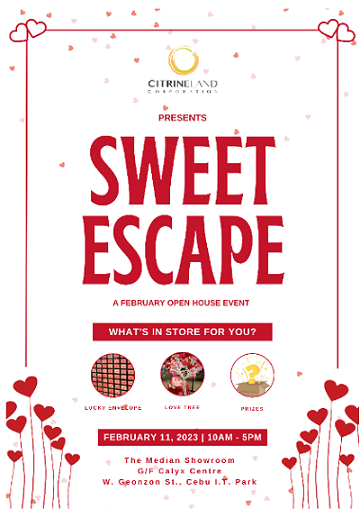 CITRINELAND
CORPORATION
PRESENTS
SWEET
ESCAPE
A FEBRUARY OPEN HOUSE EVENT
WHAT'S IN STORE FOR YOU?
LUCKY ENVELOPE
LOVE TREE
PRIZES
FEBRUARY 11, 2023 | 10AM - 5PM
The Median Showroom
G/F Calyx Centre
W. Geonzon St., Cebu I.T. Park